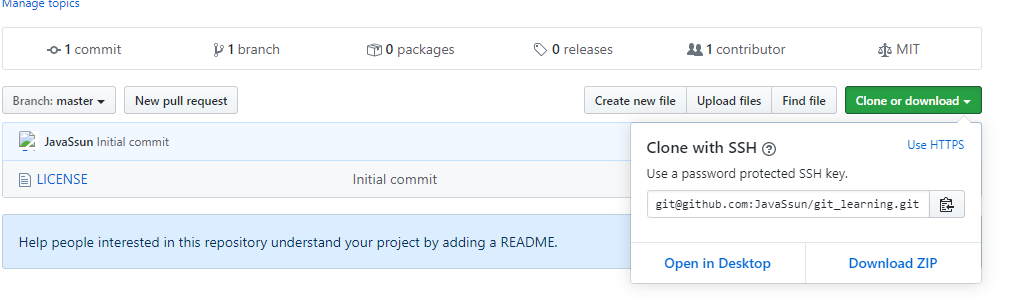 Manage topics
1 commit
1 branch
0 packages
0 releases
1 contributor
MIT
Branch: master
New pull request
Create new file
Upload files
Find file
Clone or download
JavaSsun Initial commit
LICENSE
Initial commit
Help people interested in this repository understand your project by adding a README.
Clone with SSH
Use HTTPS
Use a password protected SSH key.
git@github.com:JavaSsun/git_learning.git
Open in Desktop
Download ZIP